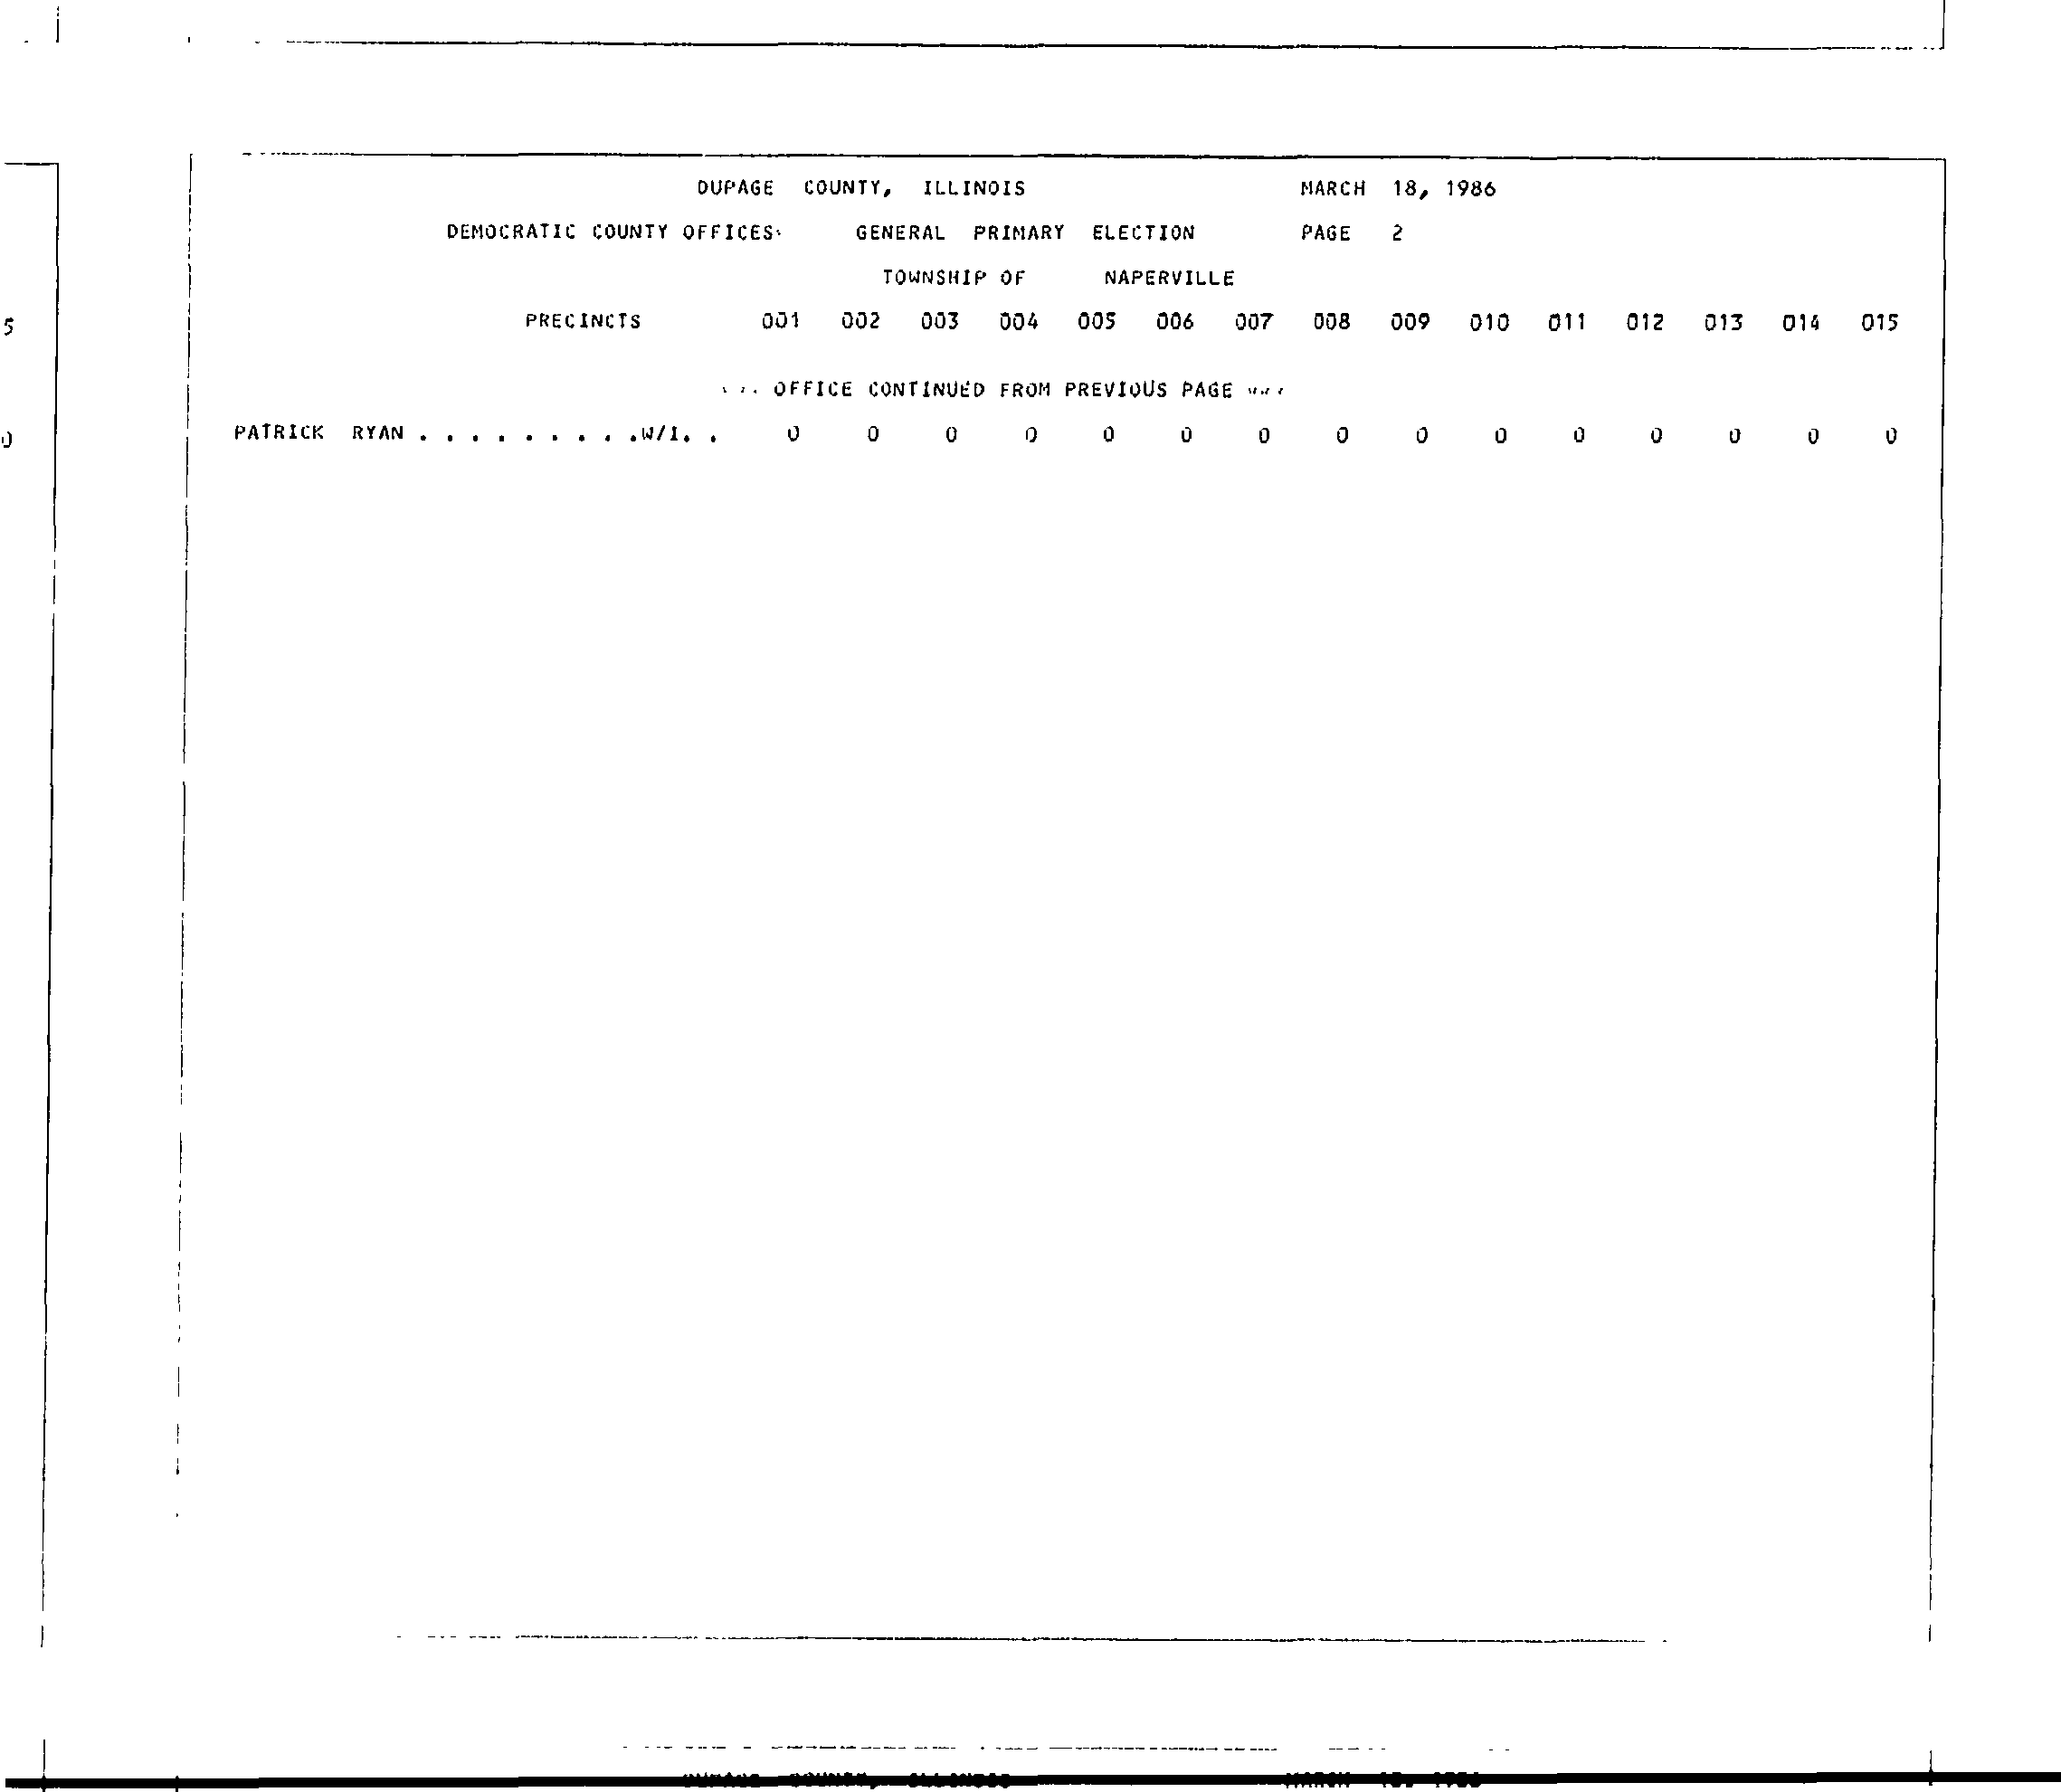 DUPAGE COUNTY, ILLINOIS MARCH 18, 1986
DEMOCRATIC COUNTY OFFICES GENERAL PRIMARY ELECTION PAGE 2
TOWNSHIP OF NAPERVILLE
5
PRECINCTS 001 002 003 004 005 006 007 008 009 010 011 012 013 014 015
OFFICE CONTINUED FROM PREVIOUS PAGE
0
PATRICK RYAN . . . . . . . . .W/I. . 0 0 0 0 0 0 0 0 0 0 0 0 0 0 0